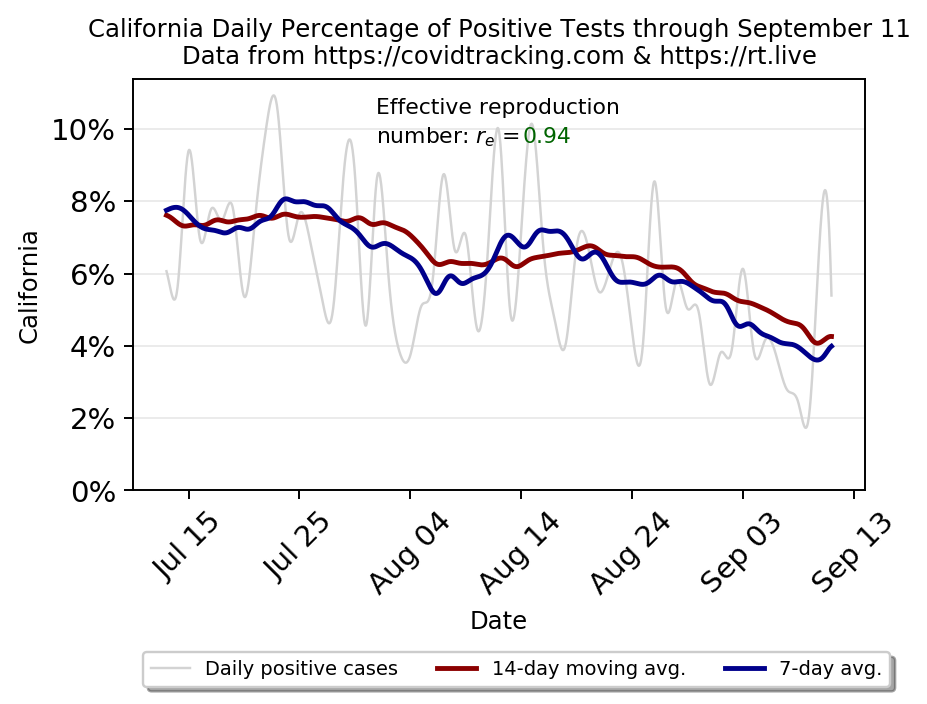 California Daily Percentage of Positive Tests through September 11
Data from https://covidtracking.com & https://rt.live
Effective reproduction
number: rₑ = 0.94
10%
8%
6%
4%
2%
0%
California
Jul 15
Jul 25
Aug 04
Aug 14
Aug 24
Sep 03
Sep 13
Date
Daily positive cases
14-day moving avg.
7-day avg.